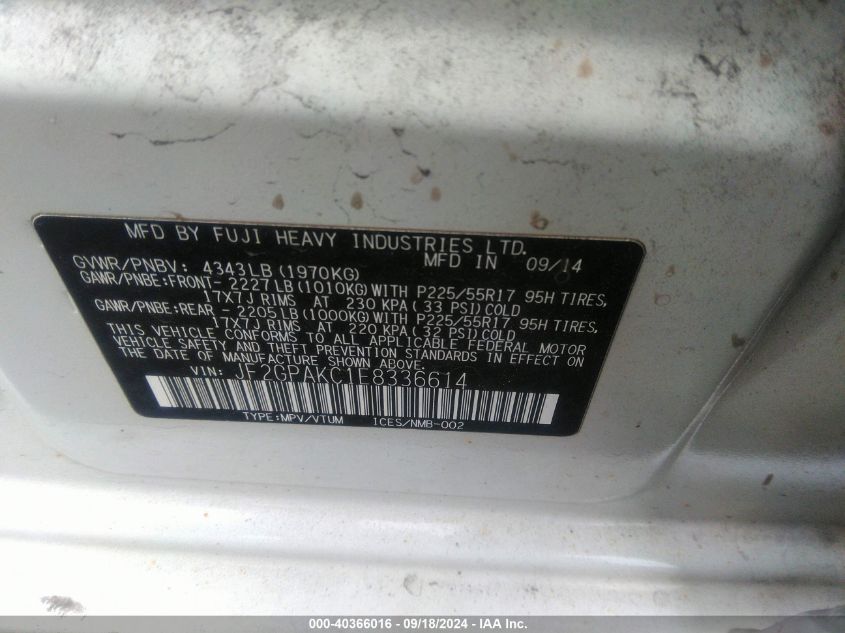 MFD BY FUJI HEAVY INDUSTRIES LTD.
GVWR/PNBV: 4343LB(1970KG) MFD IN 09/14
GAWR/PNBE:FRONT- 2227LB(1010KG)WITH P225/55R17 95H TIRES,
17X7J RIMS AT 230 KPA(33 PSI)COLD
GAWR/PNBE:REAR - 2205LB(1000KG)WITH P225/55R17 95H TIRES,
17X7J RIMS AT 220 KPA(32 PSI)COLD
THIS VEHICLE CONFORMS TO ALL APPLICABLE FEDERAL MOTOR
VEHICLE SAFETY AND THEFT PREVENTION STANDARDS IN EFFECT ON
THE DATE OF MANUFACTURE SHOWN ABOVE.
VIN: JF2GPAKC1E8336614
TYPE:MPV/VTUM ICES/NMB-002
000-40366016 - 09/18/2024 - IAA Inc.